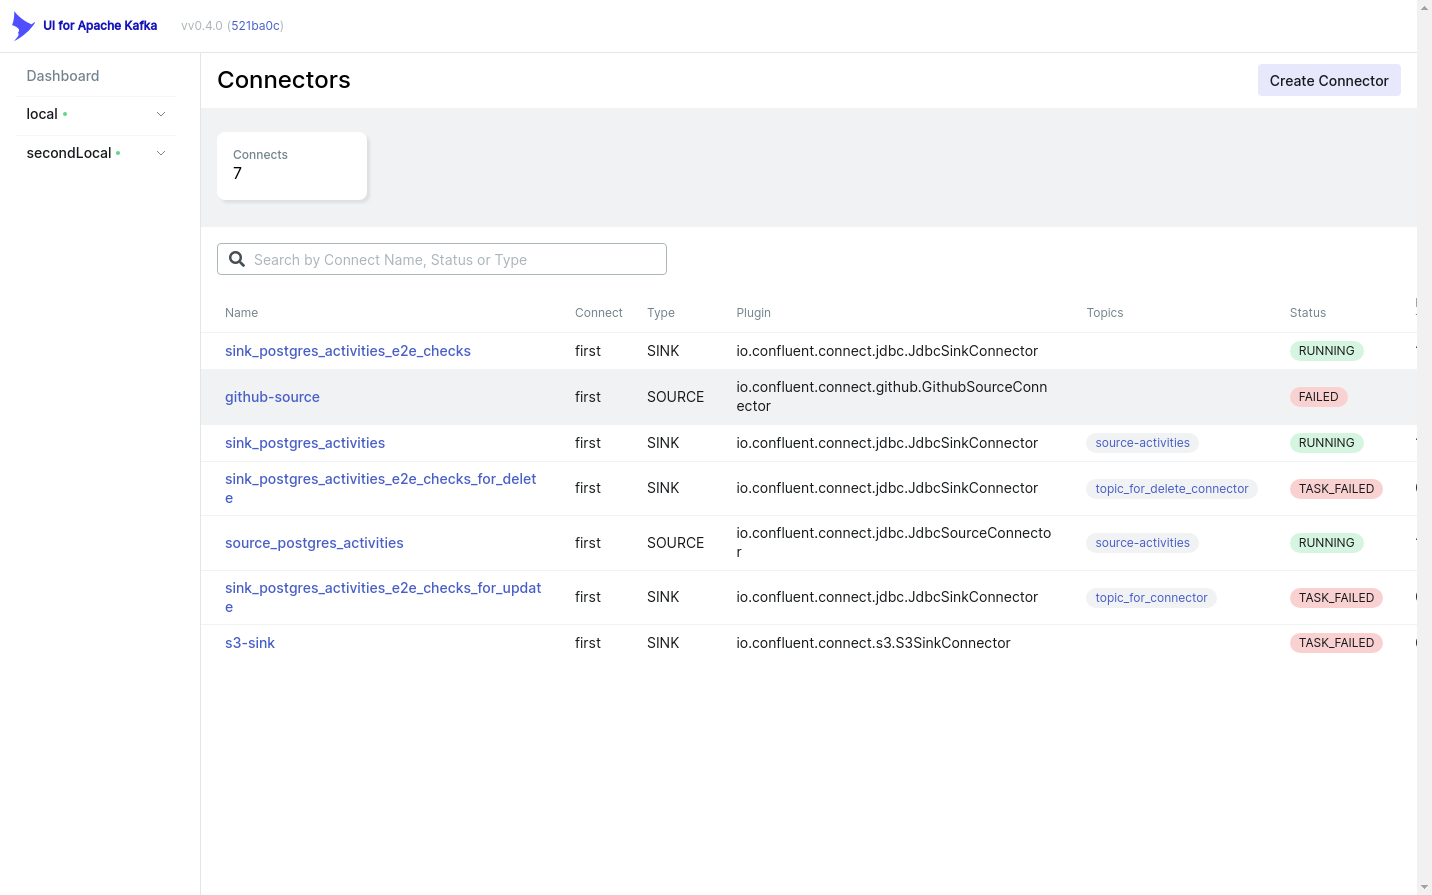 UI for Apache Kafka vv0.4.0 (521ba0c)
Dashboard
local
secondLocal
Connectors
Create Connector
Connects
7
Search by Connect Name, Status or Type
Name Connect Type Plugin Topics Status
sink_postgres_activities_e2e_checks first SINK io.confluent.connect.jdbc.JdbcSinkConnector RUNNING
github-source first SOURCE io.confluent.connect.github.GithubSourceConn
ector FAILED
sink_postgres_activities first SINK io.confluent.connect.jdbc.JdbcSinkConnector source-activities RUNNING
sink_postgres_activities_e2e_checks_for_delet
e first SINK io.confluent.connect.jdbc.JdbcSinkConnector topic_for_delete_connector TASK_FAILED
source_postgres_activities first SOURCE io.confluent.connect.jdbc.JdbcSourceConnecto
r source-activities RUNNING
sink_postgres_activities_e2e_checks_for_updat
e first SINK io.confluent.connect.jdbc.JdbcSinkConnector topic_for_connector TASK_FAILED
s3-sink first SINK io.confluent.connect.s3.S3SinkConnector TASK_FAILED